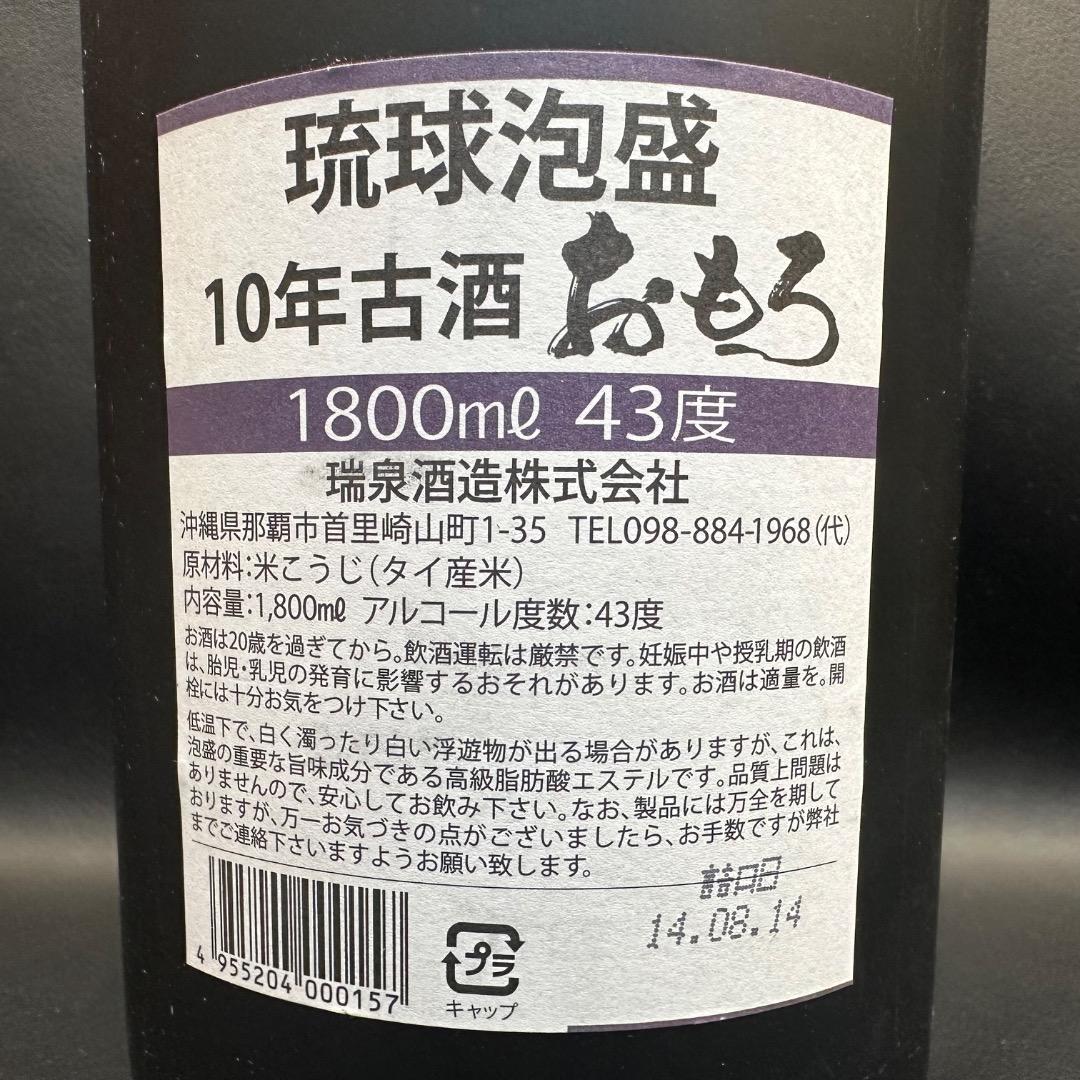 琉球泡盛
10年古酒 おもろ
1800mℓ 43度
瑞泉酒造株式会社
沖縄県那覇市首里崎山町1-35 TEL098-884-1968(代)
原材料:米こうじ(タイ産米)
内容量:1,800mℓ アルコール度数:43度
お酒は20歳を過ぎてから。飲酒運転は厳禁です。妊娠中や授乳期の飲酒
は、胎児・乳児の発育に影響するおそれがあります。お酒は適量を。開
栓には十分お気をつけ下さい。
低温下で、白く濁ったり白い浮遊物が出る場合がありますが、これは、
泡盛の重要な旨味成分である高級脂肪酸エステルです。品質上問題は
ありませんので、安心してお飲み下さい。なお、製品には万全を期して
おりますが、万一お気づきの点がございましたら、お手数ですが弊社
までご連絡下さいますようお願い致します。
詰口日
14.08.14
4 955204 000157
プラ
キャップ